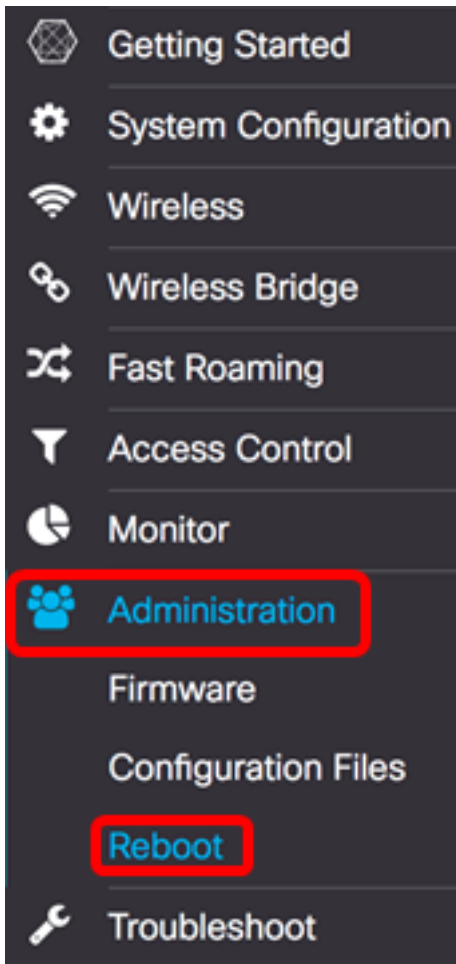 Getting Started
System Configuration
Wireless
Wireless Bridge
Fast Roaming
Access Control
Monitor
Administration
Firmware
Configuration Files
Reboot
Troubleshoot